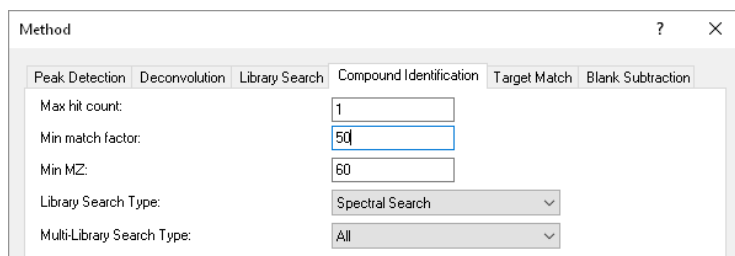 Method ?
Peak Detection Deconvolution Library Search Compound Identification Target Match Blank Subtraction
Max hit count: 1
Min match factor: 50
Min MZ: 60
Library Search Type: Spectral Search
Multi-Library Search Type: All